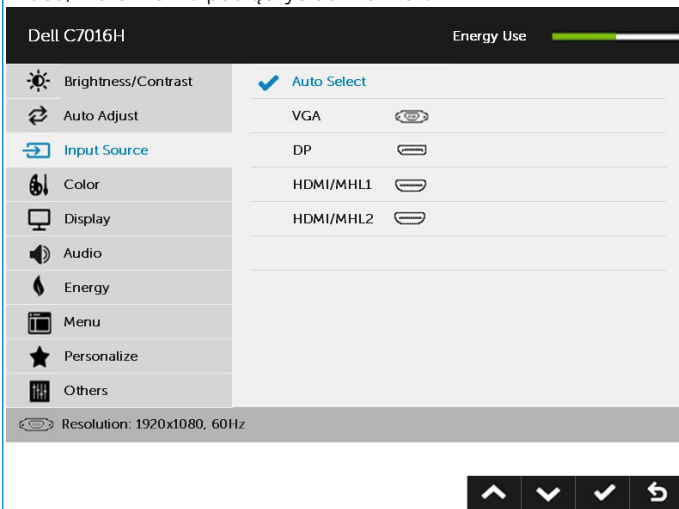 Dell C7016H
Energy Use
Brightness/Contrast
Auto Select
Auto Adjust
VGA
Input Source
DP
Color
HDMI/MHL1
Display
HDMI/MHL2
Audio
Energy
Menu
Personalize
Others
Resolution: 1920x1080, 60Hz